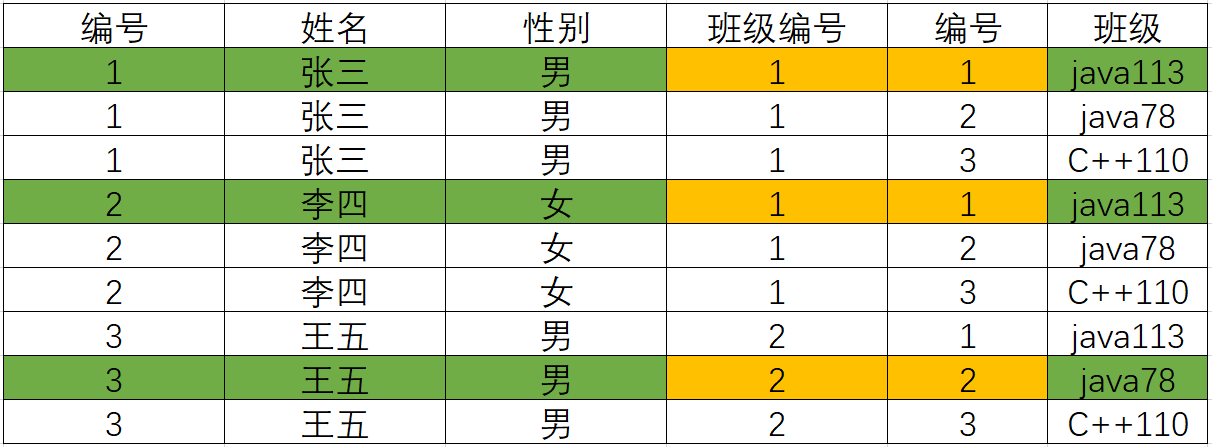 编号 姓名 性别 班级编号 编号 班级
1 张三 男 1 1 java113
1 张三 男 1 2 java78
1 张三 男 1 3 C++110
2 李四 女 1 1 java113
2 李四 女 1 2 java78
2 李四 女 1 3 C++110
3 王五 男 2 1 java113
3 王五 男 2 2 java78
3 王五 男 2 3 C++110